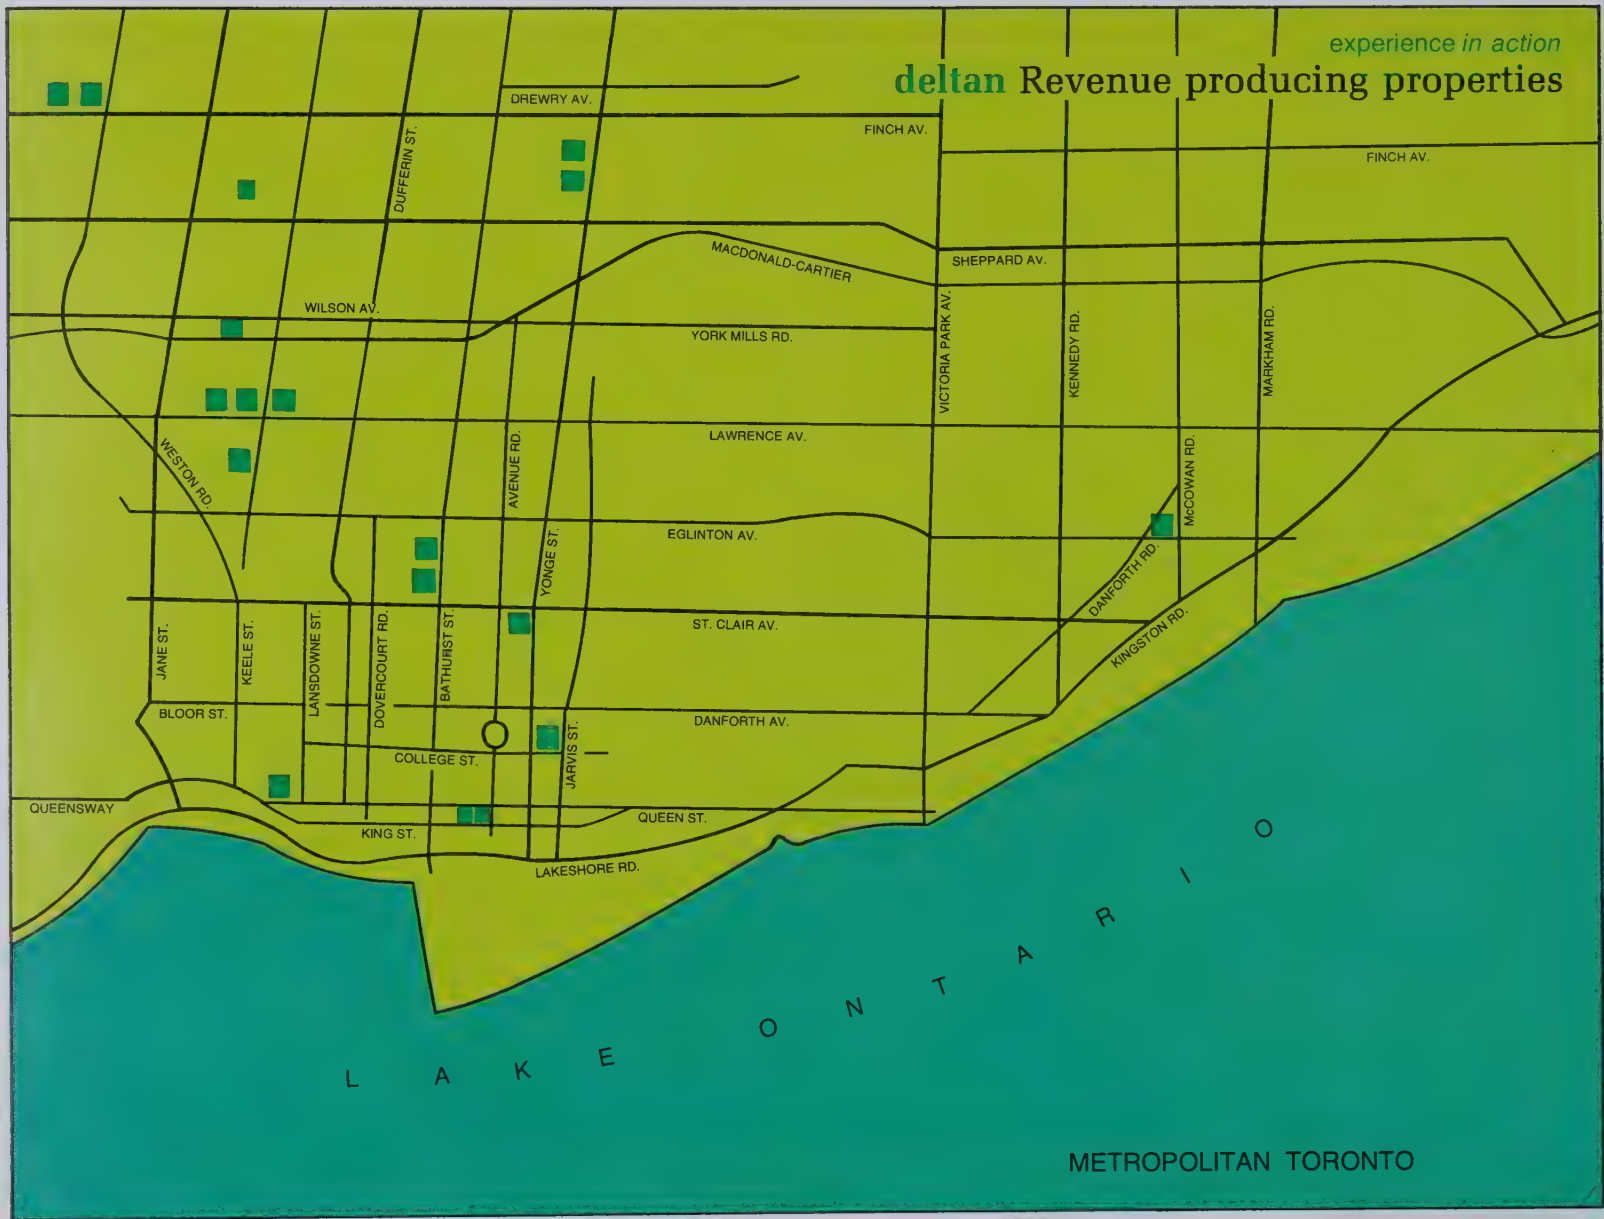 experience in action
deltan Revenue producing properties
DREWRY AV.
FINCH AV.
FINCH AV.
DUFFERIN ST.
MACDONALD-CARTIER
SHEPPARD AV.
WILSON AV.
YORK MILLS RD.
VICTORIA PARK AV.
KENNEDY RD.
MARKHAM RD.
LAWRENCE AV.
WESTON RD.
AVENUE RD.
McCOWAN RD.
EGLINTON AV.
YONGE ST.
DANFORTH RD.
ST. CLAIR AV.
KINGSTON RD.
JANE ST.
KEELE ST.
LANSDOWNE ST.
DOVERCOURT RD.
BATHURST ST.
BLOOR ST.
DANFORTH AV.
COLLEGE ST.
JARVIS ST.
QUEENSWAY
KING ST.
QUEEN ST.
LAKESHORE RD.
LAKE ONTARIO
METROPOLITAN TORONTO